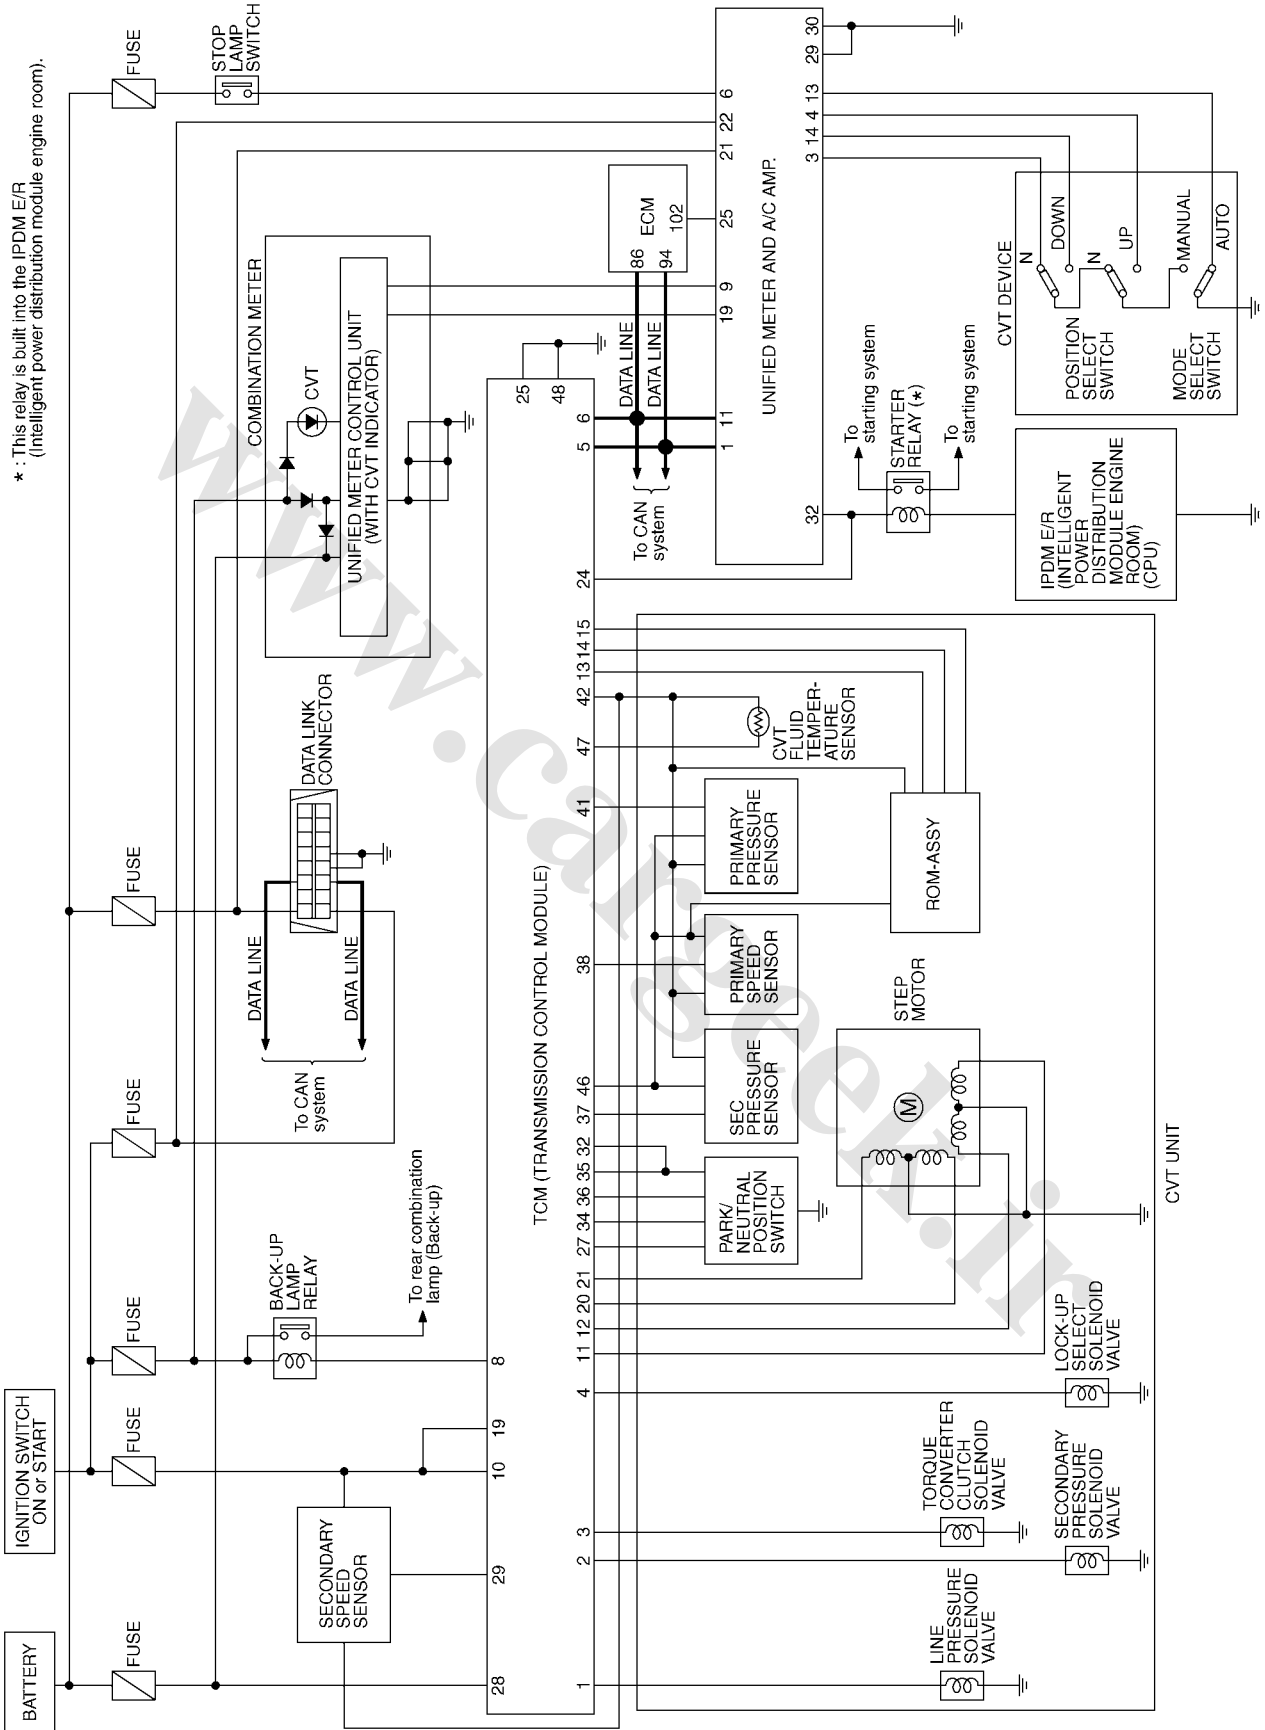 * : This relay is built into the IPDM E/R
(Intelligent power distribution module engine room).
BATTERY
IGNITION SWITCH
ON or START
FUSE
FUSE
FUSE
FUSE
FUSE
FUSE
STOP
LAMP
SWITCH
BACK-UP
LAMP
RELAY
To rear combination
lamp (Back-up)
DATA LINK
CONNECTOR
DATA LINE
DATA LINE
To CAN
system
COMBINATION METER
CVT
UNIFIED METER CONTROL UNIT
(WITH CVT INDICATOR)
SECONDARY
SPEED
SENSOR
28
29
10
19
8
25
48
TCM (TRANSMISSION CONTROL MODULE)
1
2
3
4
11
12
20
21
27
34
36
35
32
37
46
38
41
47
42
13
14
15
24
5
6
ECM
86
94
102
DATA LINE
DATA LINE
To CAN
system
19
9
25
21
22
6
1
11
UNIFIED METER AND A/C AMP.
32
3
14
4
13
29
30
To
starting system
STARTER
RELAY (*)
To
starting system
CVT DEVICE
N
DOWN
N
UP
MANUAL
AUTO
POSITION
SELECT
SWITCH
MODE
SELECT
SWITCH
IPDM E/R
(INTELLIGENT
POWER
DISTRIBUTION
MODULE ENGINE
ROOM)
(CPU)
PARK/
NEUTRAL
POSITION
SWITCH
SEC
PRESSURE
SENSOR
PRIMARY
SPEED
SENSOR
PRIMARY
PRESSURE
SENSOR
CVT
FLUID
TEMPER-
ATURE
SENSOR
ROM-ASSY
STEP
MOTOR
M
LINE
PRESSURE
SOLENOID
VALVE
TORQUE
CONVERTER
CLUTCH
SOLENOID
VALVE
SECONDARY
PRESSURE
SOLENOID
VALVE
LOCK-UP
SELECT
SOLENOID
VALVE
CVT UNIT
www.cargeek.ir